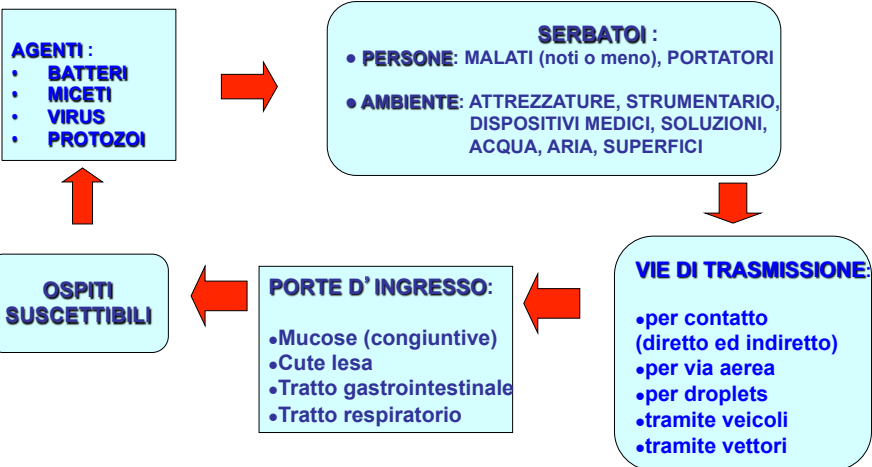 AGENTI :
• BATTERI
• MICETI
• VIRUS
• PROTOZOI
SERBATOI :
• PERSONE: MALATI (noti o meno), PORTATORI
• AMBIENTE: ATTREZZATURE, STRUMENTARIO,
DISPOSITIVI MEDICI, SOLUZIONI,
ACQUA, ARIA, SUPERFICI
VIE DI TRASMISSIONE:
•per contatto
(diretto ed indiretto)
•per via aerea
•per droplets
•tramite veicoli
•tramite vettori
PORTE D’INGRESSO:
•Mucose (congiuntive)
•Cute lesa
•Tratto gastrointestinale
•Tratto respiratorio
OSPITI
SUSCETTIBILI